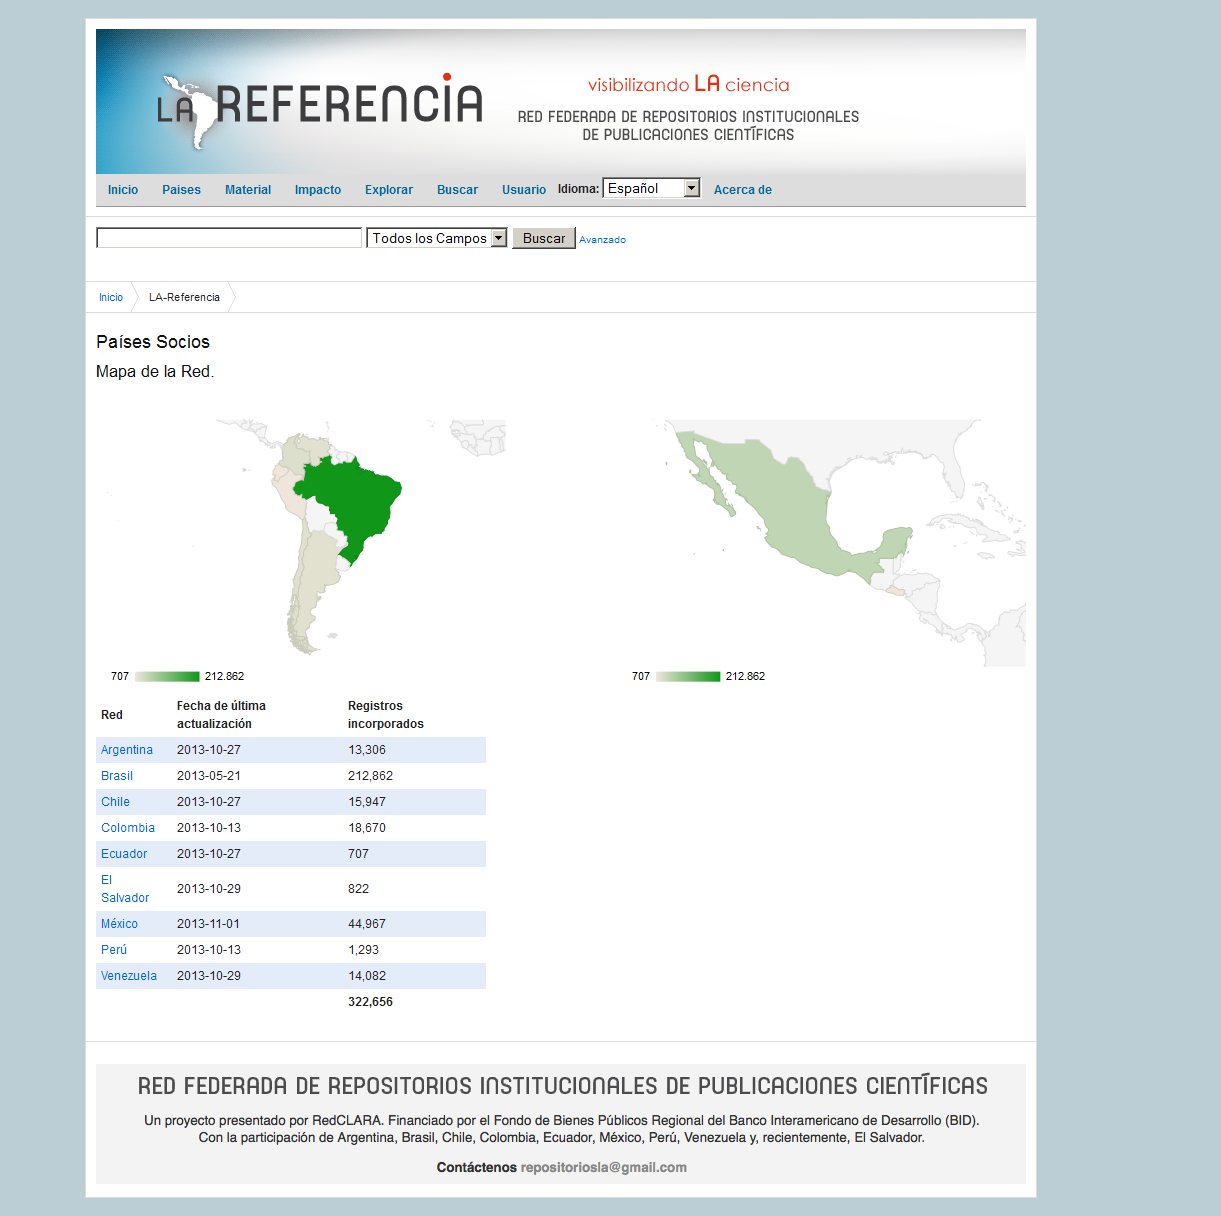 LA REFERENCIA
visibilizando LA ciencia
RED FEDERADA DE REPOSITORIOS INSTITUCIONALES
DE PUBLICACIONES CIENTÍFICAS
Inicio Paises Material Impacto Explorar Buscar Usuario Idioma: Español Acerca de
Todos los Campos Buscar Avanzado
Inicio LA-Referencia
Países Socios
Mapa de la Red.
707 212.862 707 212.862
Red Fecha de última actualización Registros incorporados
Argentina 2013-10-27 13,306
Brasil 2013-05-21 212,862
Chile 2013-10-27 15,947
Colombia 2013-10-13 18,670
Ecuador 2013-10-27 707
El Salvador 2013-10-29 822
México 2013-11-01 44,967
Perú 2013-10-13 1,293
Venezuela 2013-10-29 14,082
322,656
RED FEDERADA DE REPOSITORIOS INSTITUCIONALES DE PUBLICACIONES CIENTÍFICAS
Un proyecto presentado por RedCLARA. Financiado por el Fondo de Bienes Públicos Regional del Banco Interamericano de Desarrollo (BID).
Con la participación de Argentina, Brasil, Chile, Colombia, Ecuador, México, Perú, Venezuela y, recientemente, El Salvador.
Contáctenos repositoriosla@gmail.com